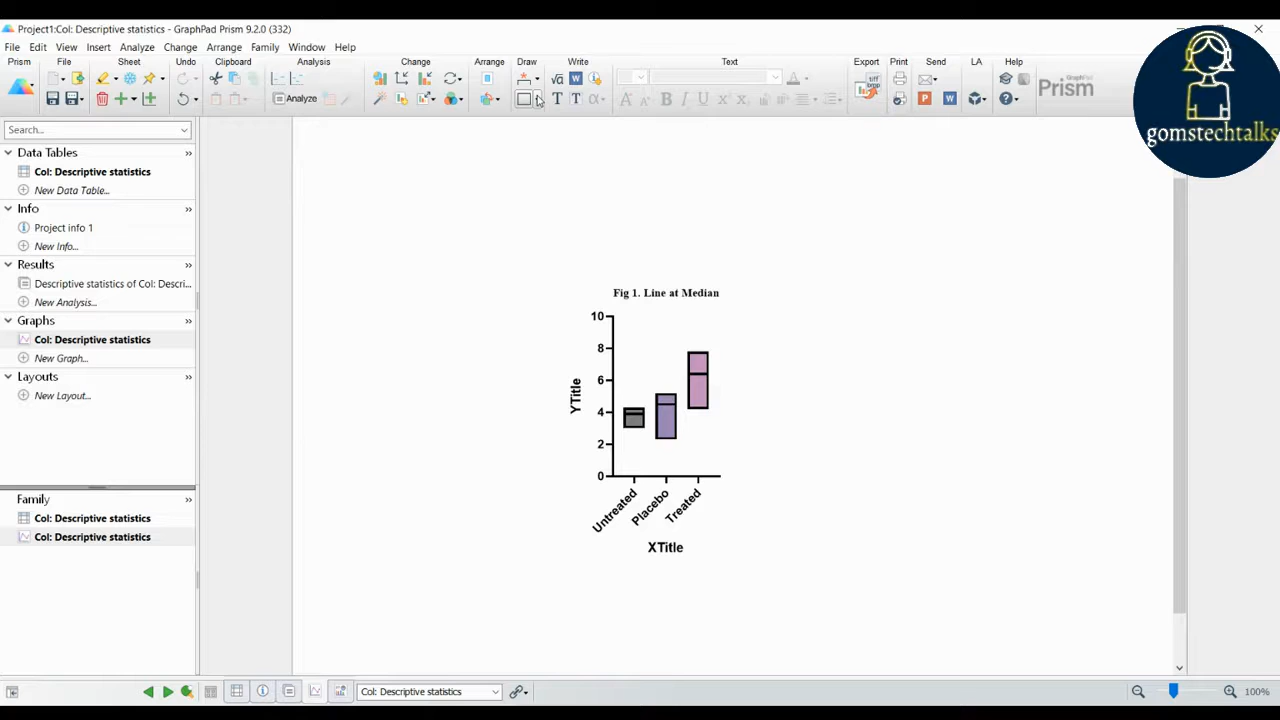 Project1:Col: Descriptive statistics - GraphPad Prism 9.2.0 (332)
File Edit View Insert Analyze Change Arrange Family Window Help
Prism File Sheet Undo Clipboard Analysis Change Arrange Draw Write Text Export Print Send LA Help
Analyze
GraphPad
Prism
gomstechtalks
Search...
Data Tables
Col: Descriptive statistics
New Data Table...
Info
Project info 1
New Info...
Results
Descriptive statistics of Col: Descri...
New Analysis...
Graphs
Col: Descriptive statistics
New Graph...
Layouts
New Layout...
Family
Col: Descriptive statistics
Col: Descriptive statistics
Fig 1. Line at Median
10
8
6
4
2
0
YTitle
Untreated Placebo Treated
XTitle
Col: Descriptive statistics
100%